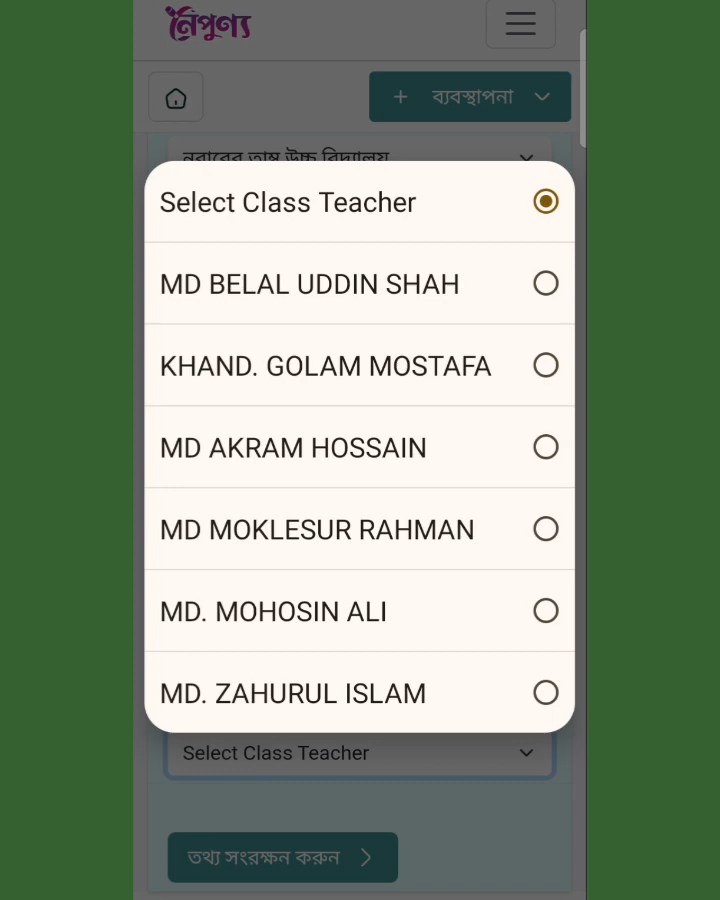 নৈপুণ্য
+ ব্যবস্থাপনা
Select Class Teacher
MD BELAL UDDIN SHAH
KHAND. GOLAM MOSTAFA
MD AKRAM HOSSAIN
MD MOKLESUR RAHMAN
MD. MOHOSIN ALI
MD. ZAHURUL ISLAM
Select Class Teacher
তথ্য সংরক্ষন করুন